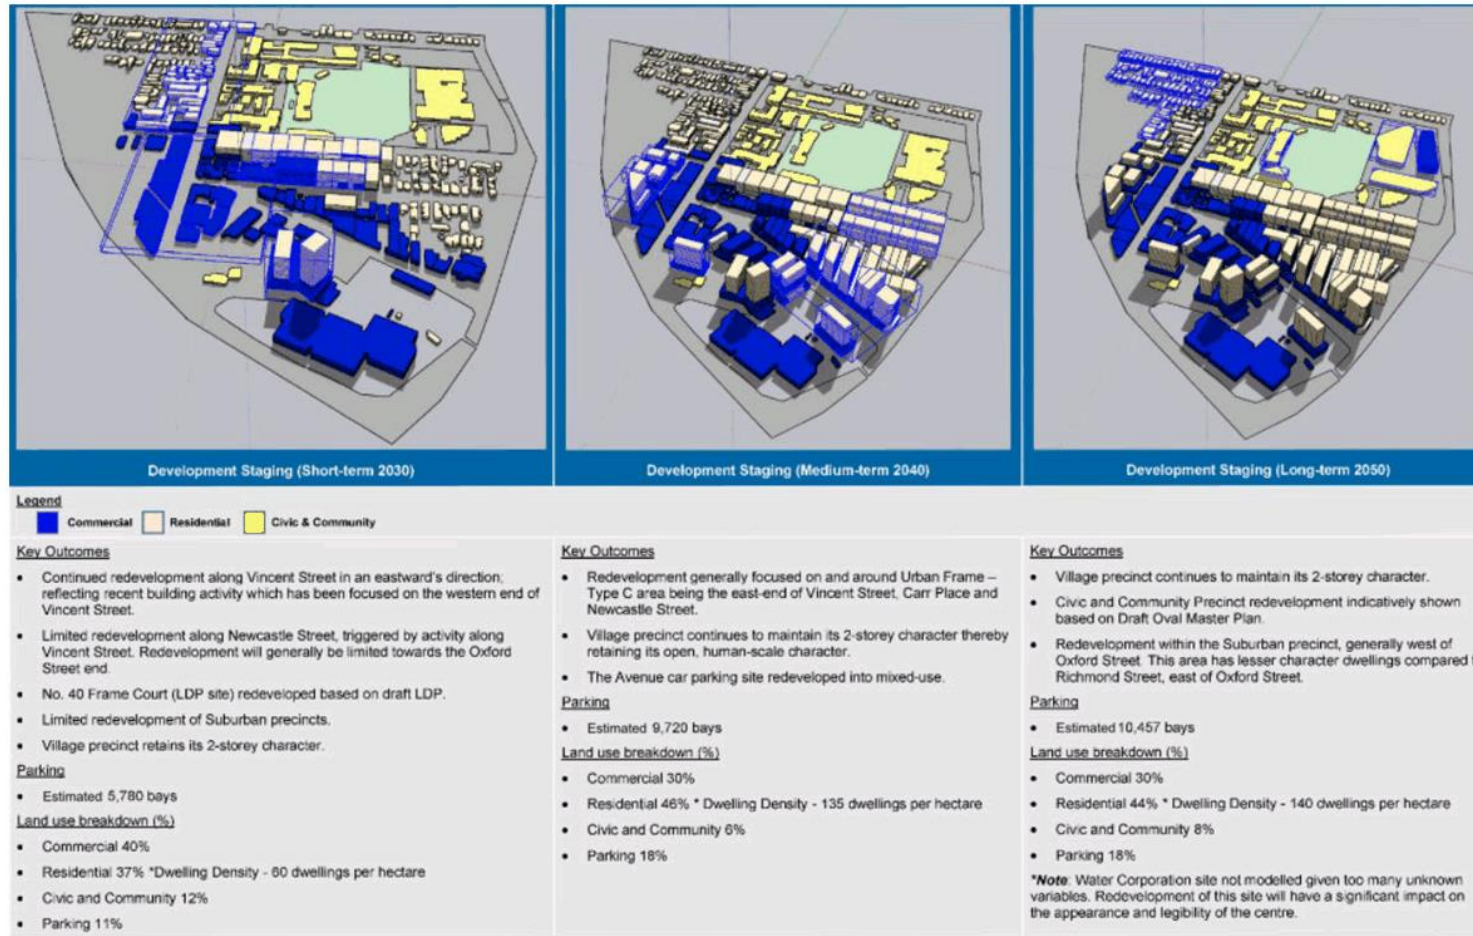 Development Staging (Short-term 2030)
Development Staging (Medium-term 2040)
Development Staging (Long-term 2050)
Legend
Commercial
Residential
Civic & Community
Key Outcomes
• Continued redevelopment along Vincent Street in an eastward's direction;
reflecting recent building activity which has been focused on the western end of
Vincent Street.
• Limited redevelopment along Newcastle Street, triggered by activity along
Vincent Street. Redevelopment will generally be limited towards the Oxford
Street end.
• No. 40 Frame Court (LDP site) redeveloped based on draft LDP.
• Limited redevelopment of Suburban precincts.
• Village precinct retains its 2-storey character.
Parking
• Estimated 5,780 bays
Land use breakdown (%)
• Commercial 40%
• Residential 37% *Dwelling Density - 60 dwellings per hectare
• Civic and Community 12%
• Parking 11%
Key Outcomes
• Redevelopment generally focused on and around Urban Frame –
Type C area being the east-end of Vincent Street, Carr Place and
Newcastle Street.
• Village precinct continues to maintain its 2-storey character thereby
retaining its open, human-scale character.
• The Avenue car parking site redeveloped into mixed-use.
Parking
• Estimated 9,720 bays
Land use breakdown (%)
• Commercial 30%
• Residential 46% * Dwelling Density - 135 dwellings per hectare
• Civic and Community 6%
• Parking 18%
Key Outcomes
• Village precinct continues to maintain its 2-storey character.
• Civic and Community Precinct redevelopment indicatively shown
based on Draft Oval Master Plan.
• Redevelopment within the Suburban precinct, generally west of
Oxford Street. This area has lesser character dwellings compared
Richmond Street, east of Oxford Street.
Parking
• Estimated 10,457 bays
Land use breakdown (%)
• Commercial 30%
• Residential 44% * Dwelling Density - 140 dwellings per hectare
• Civic and Community 8%
• Parking 18%
*Note: Water Corporation site not modelled given too many unknown
variables. Redevelopment of this site will have a significant impact on
the appearance and legibility of the centre.